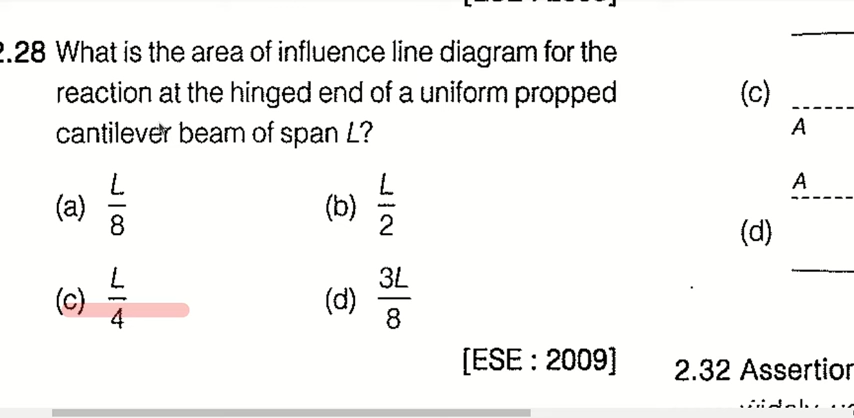 2.28 What is the area of influence line diagram for the
reaction at the hinged end of a uniform propped
cantilever beam of span L?
(a) L/8
(b) L/2
(c) L/4
(d) 3L/8
[ESE : 2009]
(c)
A
A
(d)
2.32 Assertion